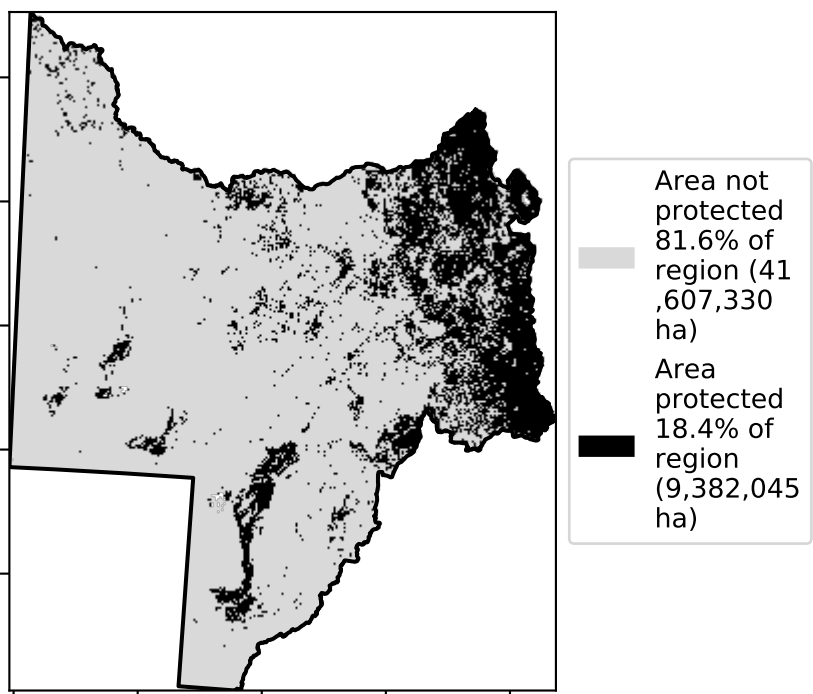 Area not
protected
81.6% of
region (41
,607,330
ha)
Area
protected
18.4% of
region
(9,382,045
ha)